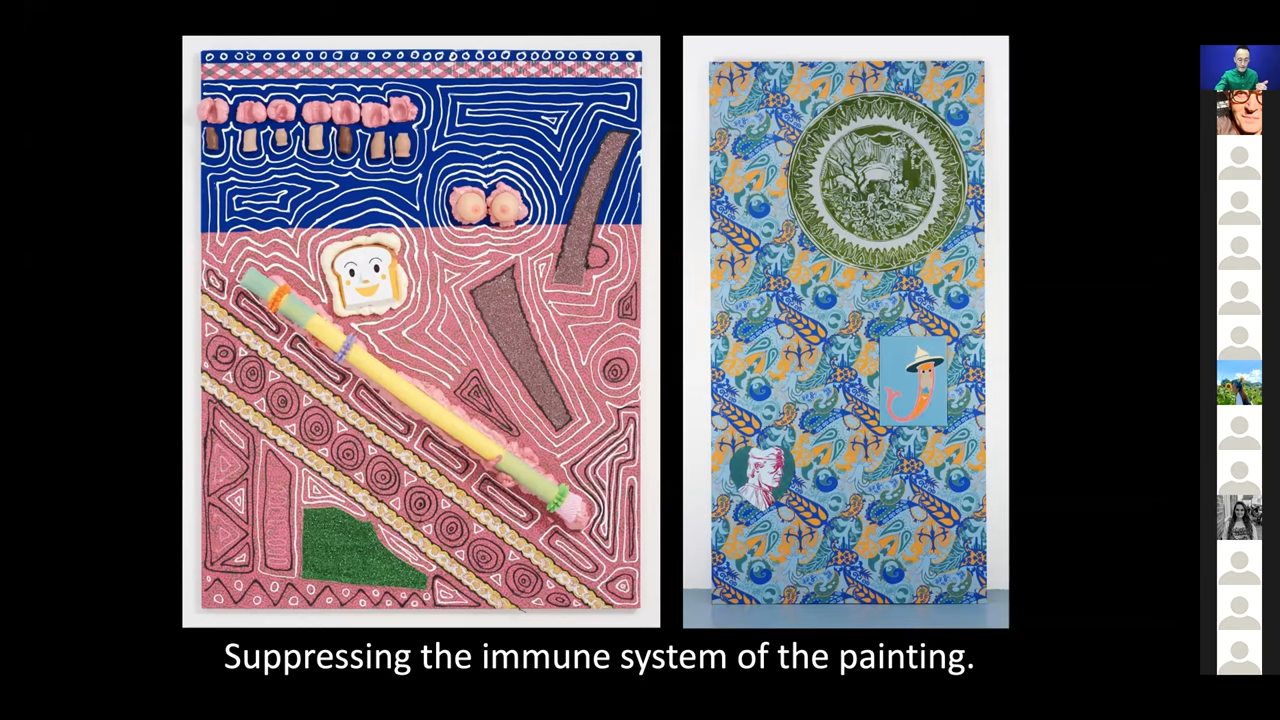 Suppressing the immune system of the painting.